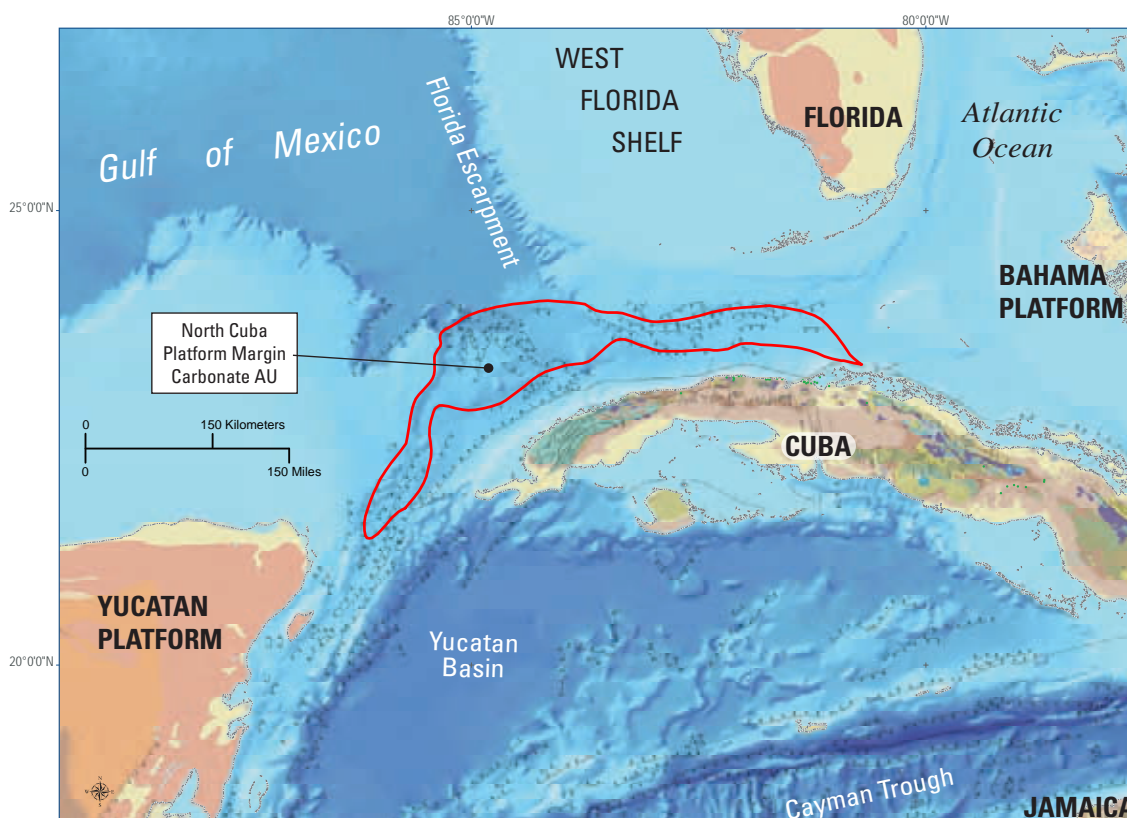 85°0'0"W
80°0'0"W
WEST
FLORIDA
SHELF
FLORIDA
Atlantic
Ocean
Gulf of Mexico
Florida Escarpment
25°0'0"N
BAHAMA
PLATFORM
North Cuba
Platform Margin
Carbonate AU
0 150 Kilometers
0 150 Miles
CUBA
YUCATAN
PLATFORM
Yucatan
Basin
20°0'0"N
Cayman Trough
JAMAICA